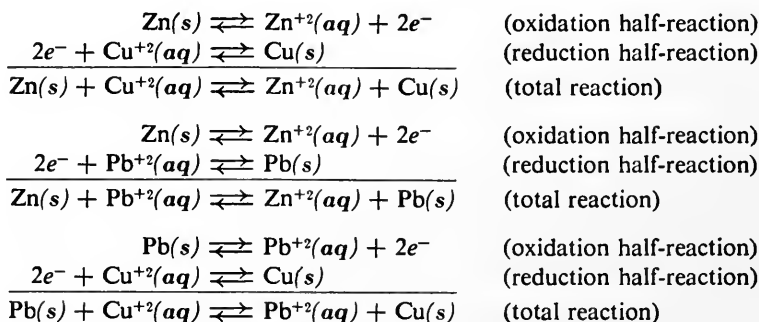 Zn(s) ⇌ Zn⁺²(aq) + 2e⁻ (oxidation half-reaction)
2e⁻ + Cu⁺²(aq) ⇌ Cu(s) (reduction half-reaction)
Zn(s) + Cu⁺²(aq) ⇌ Zn⁺²(aq) + Cu(s) (total reaction)
Zn(s) ⇌ Zn⁺²(aq) + 2e⁻ (oxidation half-reaction)
2e⁻ + Pb⁺²(aq) ⇌ Pb(s) (reduction half-reaction)
Zn(s) + Pb⁺²(aq) ⇌ Zn⁺²(aq) + Pb(s) (total reaction)
Pb(s) ⇌ Pb⁺²(aq) + 2e⁻ (oxidation half-reaction)
2e⁻ + Cu⁺²(aq) ⇌ Cu(s) (reduction half-reaction)
Pb(s) + Cu⁺²(aq) ⇌ Pb⁺²(aq) + Cu(s) (total reaction)